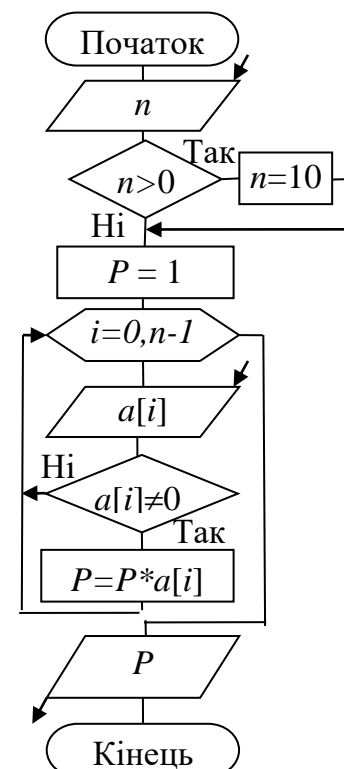 Початок
n
Так
n>0
n=10
Ні
P = 1
i=0,n-1
a[i]
Ні
a[i]≠0
Так
P=P*a[i]
P
Кінець